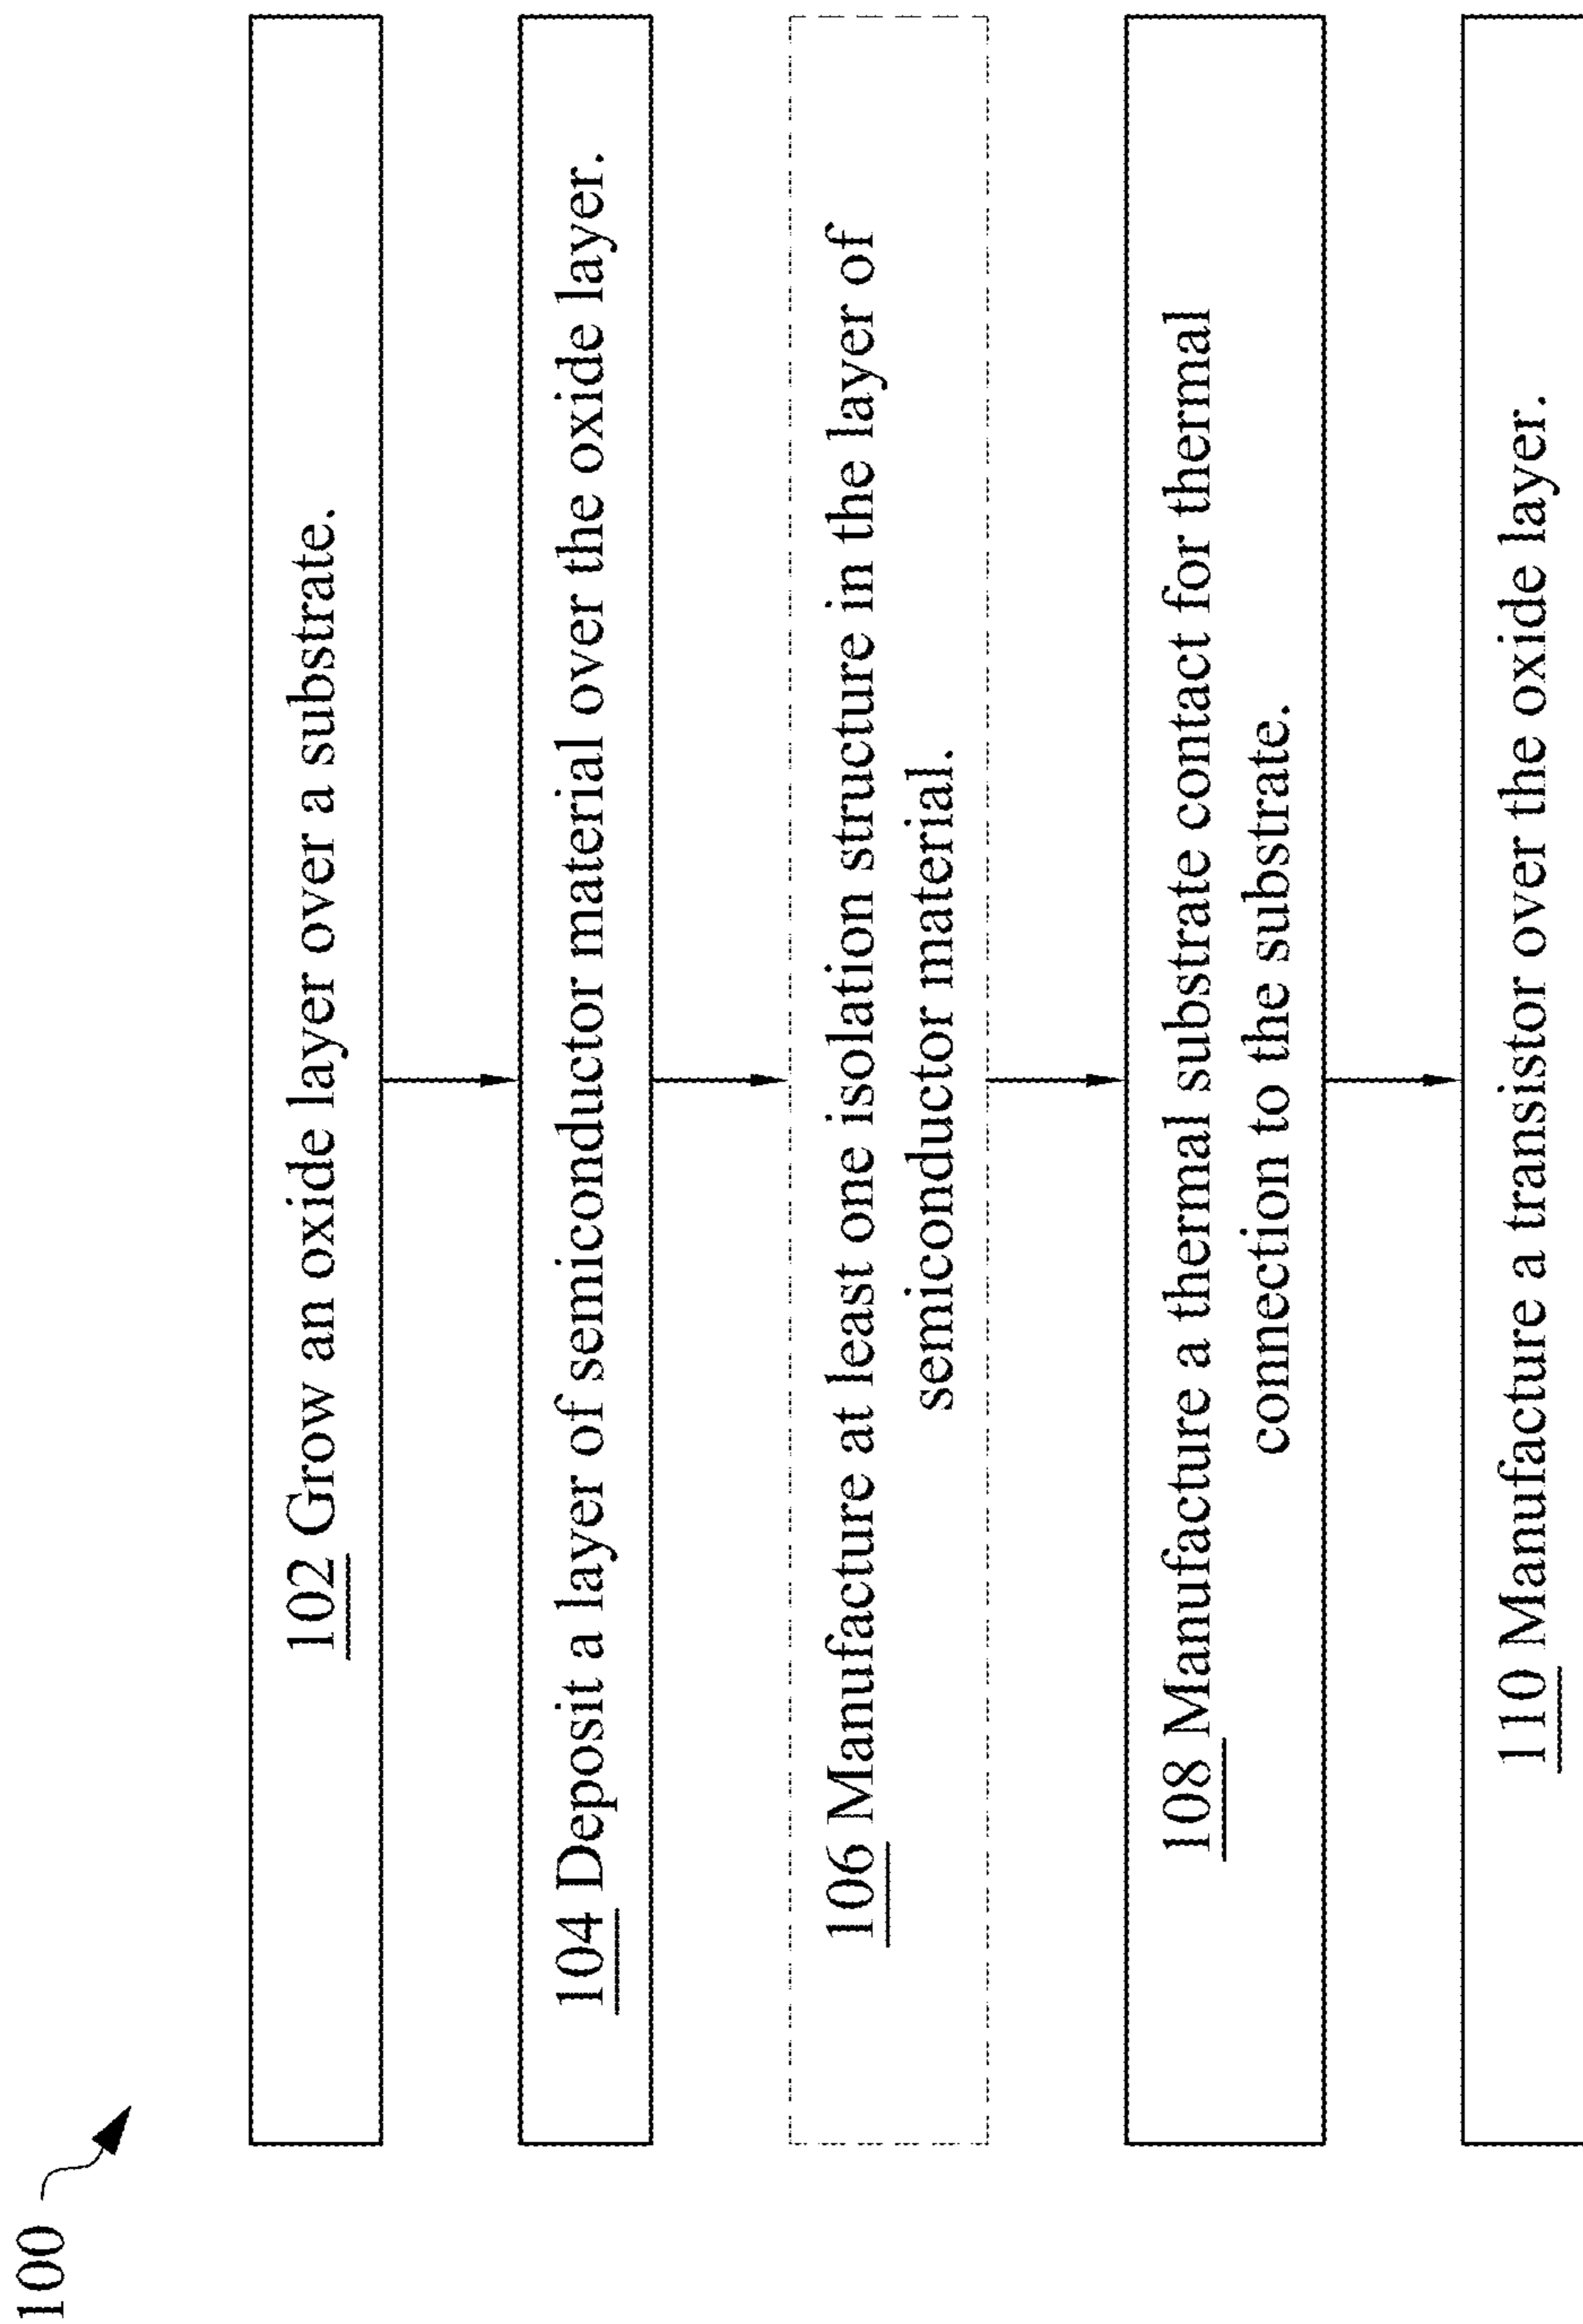 100
102 Grow an oxide layer over a substrate.
104 Deposit a layer of semiconductor material over the oxide layer.
106 Manufacture at least one isolation structure in the layer of
semiconductor material.
108 Manufacture a thermal substrate contact for thermal
connection to the substrate.
110 Manufacture a transistor over the oxide layer.